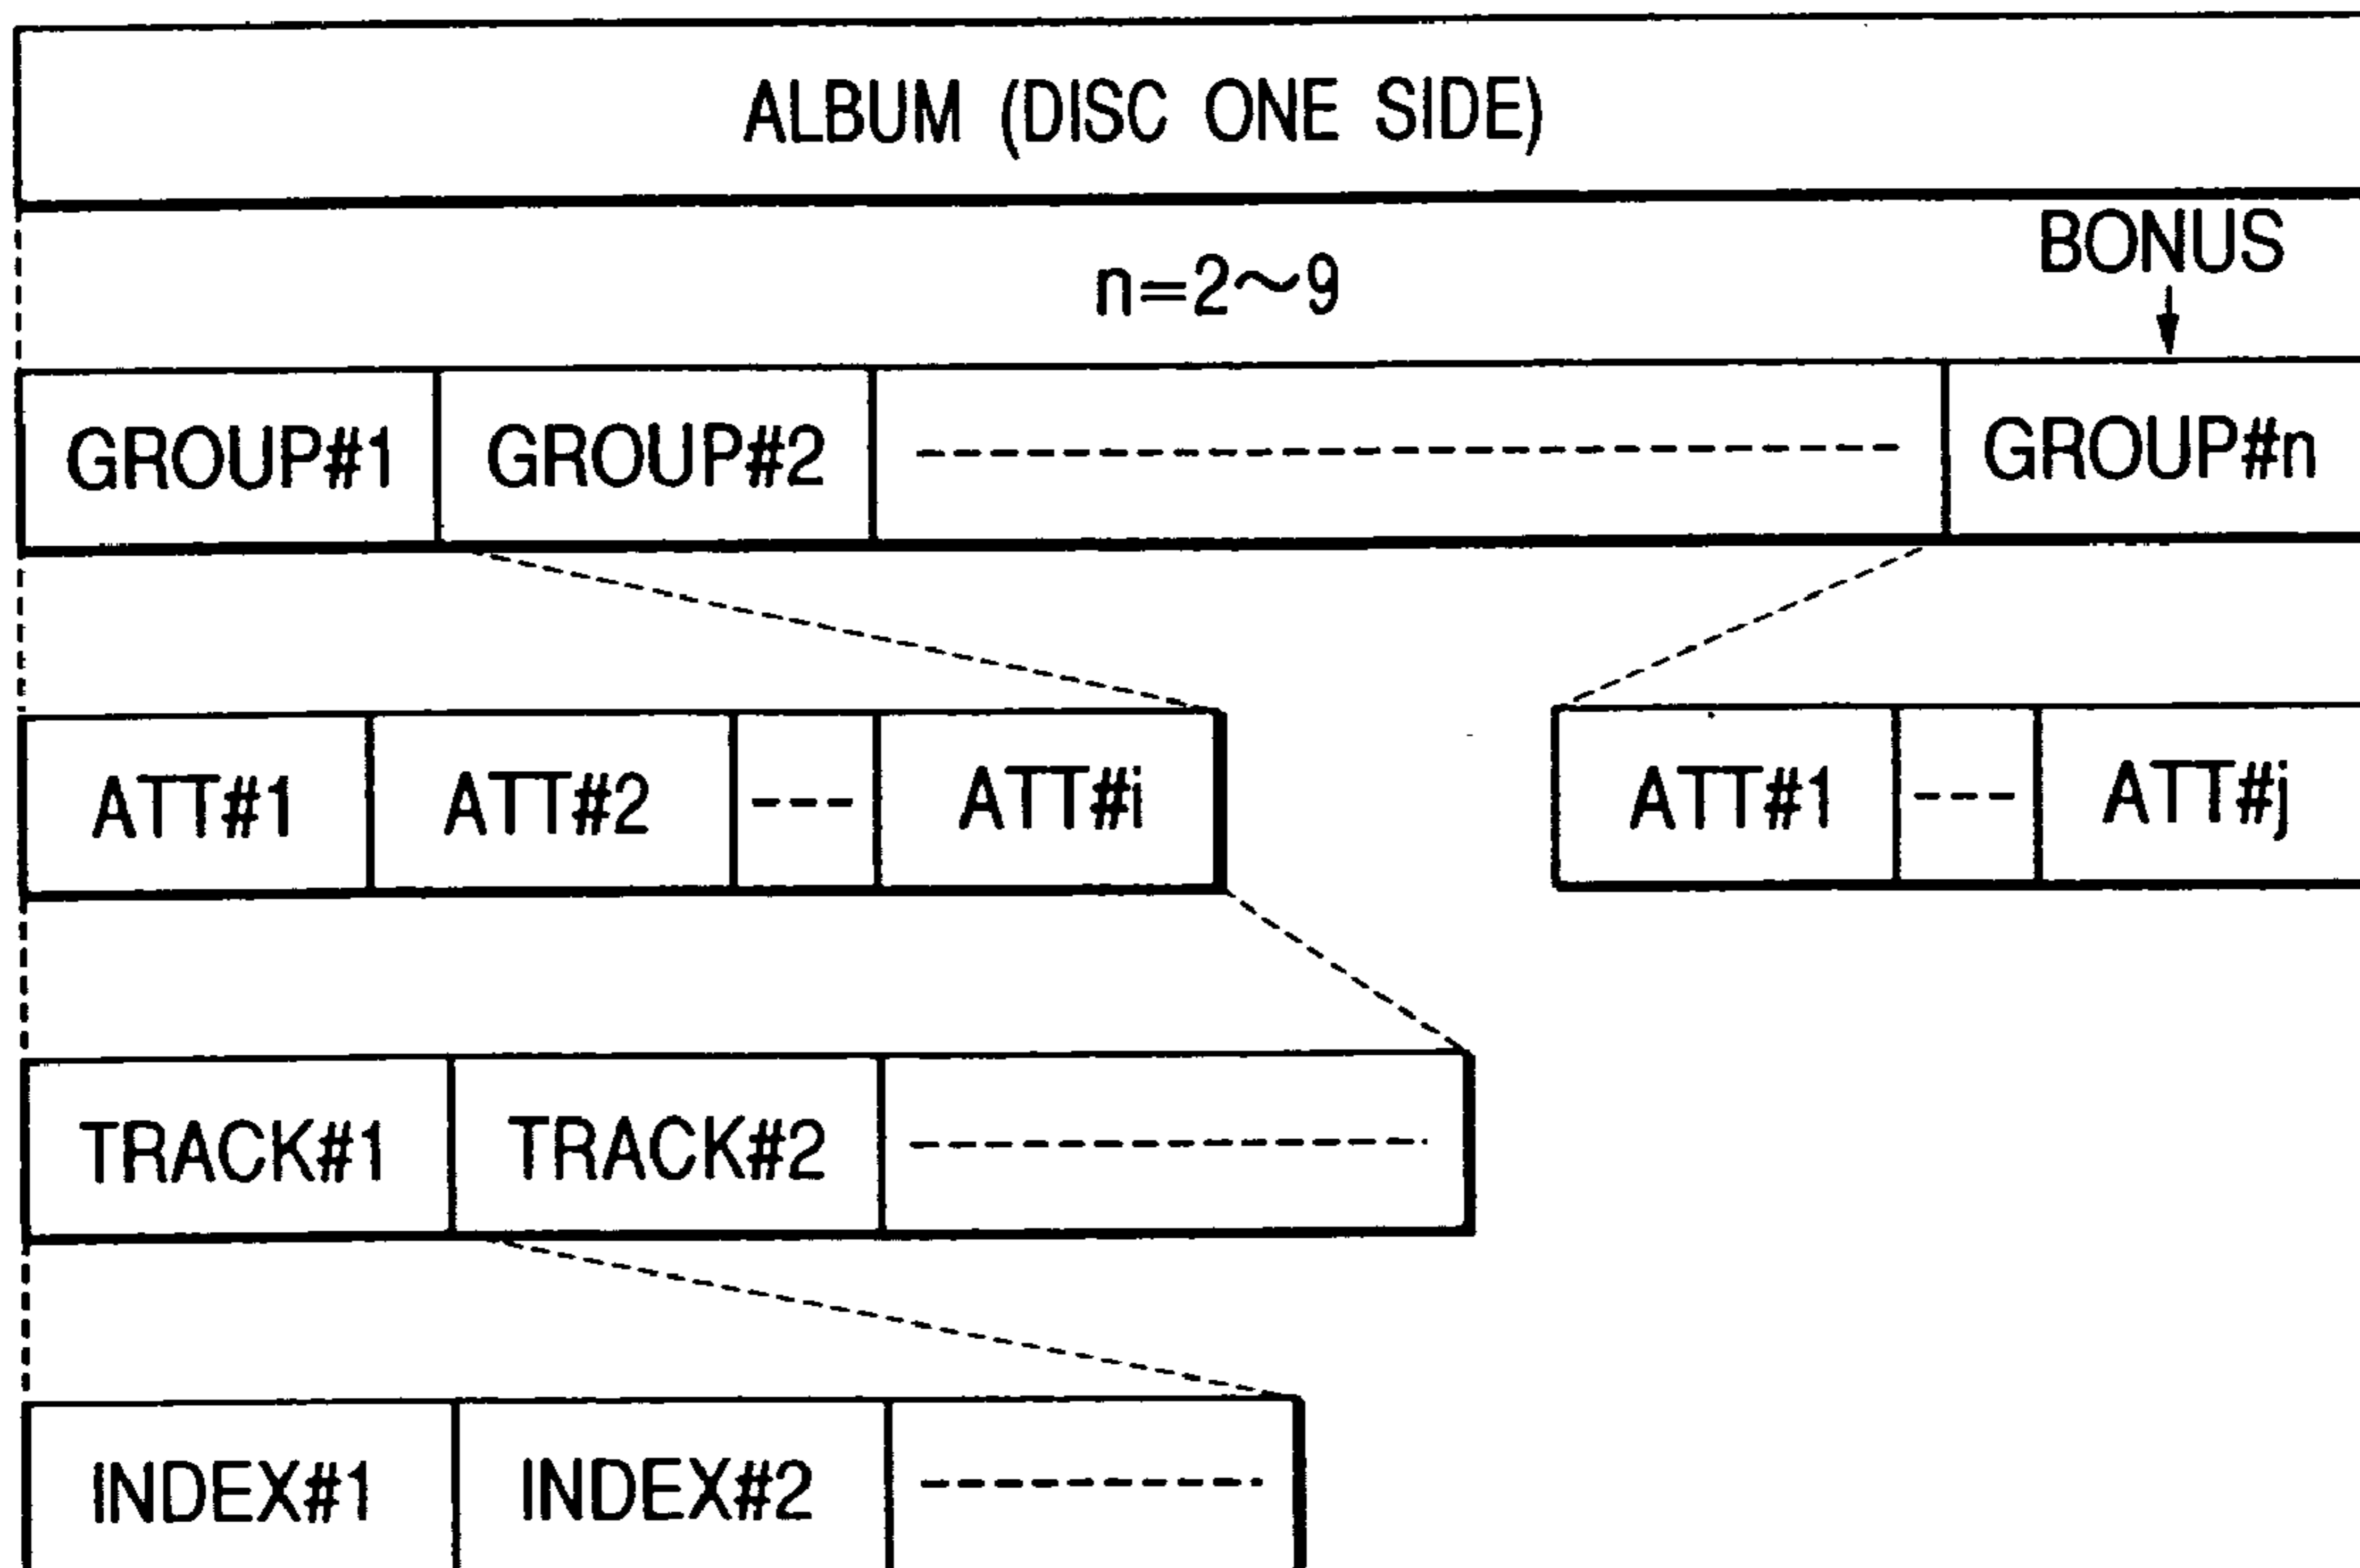 ALBUM (DISC ONE SIDE)
BONUS
n=2~9
GROUP#1 GROUP#2 GROUP#n
ATT#1 ATT#2 ATT#i ATT#1 ATT#j
TRACK#1 TRACK#2
INDEX#1 INDEX#2